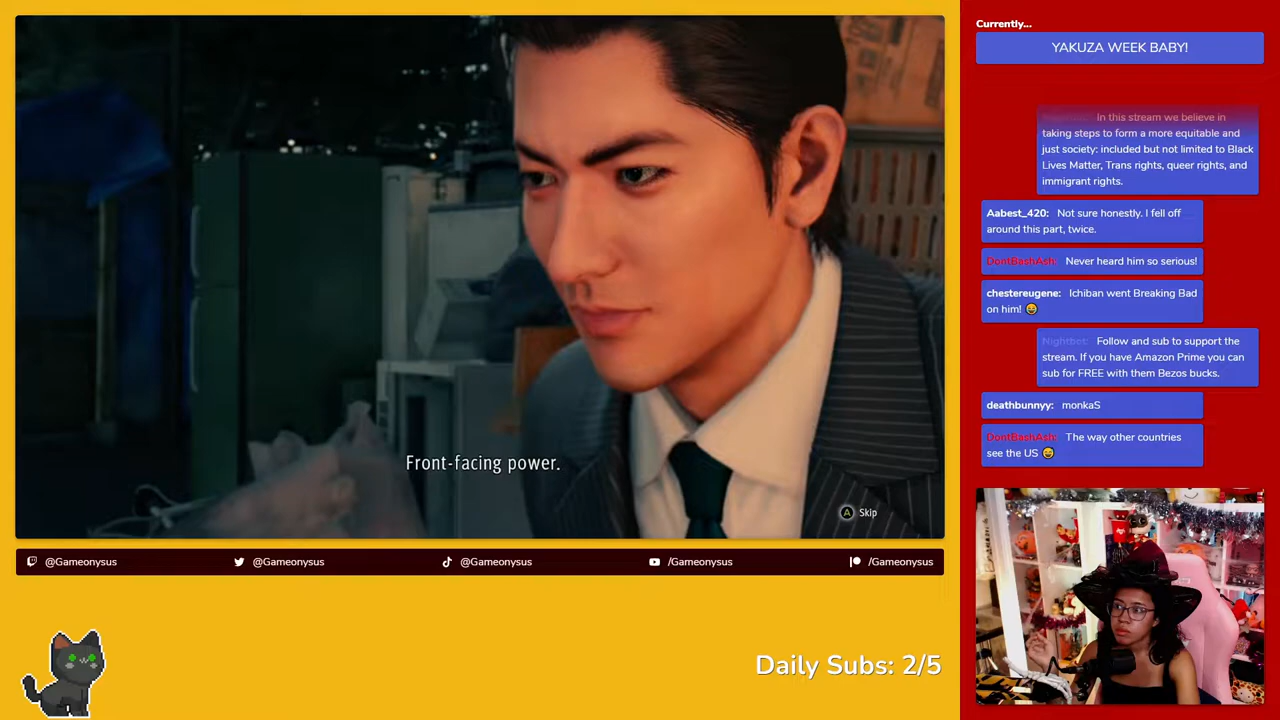 Front-facing power.
A Skip
@Gameonysus
@Gameonysus
@Gameonysus
/Gameonysus
/Gameonysus
Daily Subs: 2/5
Currently...
YAKUZA WEEK BABY!
In this stream we believe in
taking steps to form a more equitable and
just society: included but not limited to Black
Lives Matter, Trans rights, queer rights, and
immigrant rights.
Aabest_420: Not sure honestly. I fell off
around this part, twice.
DontBashAsh: Never heard him so serious!
chestereugene: Ichiban went Breaking Bad
on him! 😆
Nightbot: Follow and sub to support the
stream. If you have Amazon Prime you can
sub for FREE with them Bezos bucks.
deathbunnyy: monkaS
DontBashAsh: The way other countries
see the US 😆